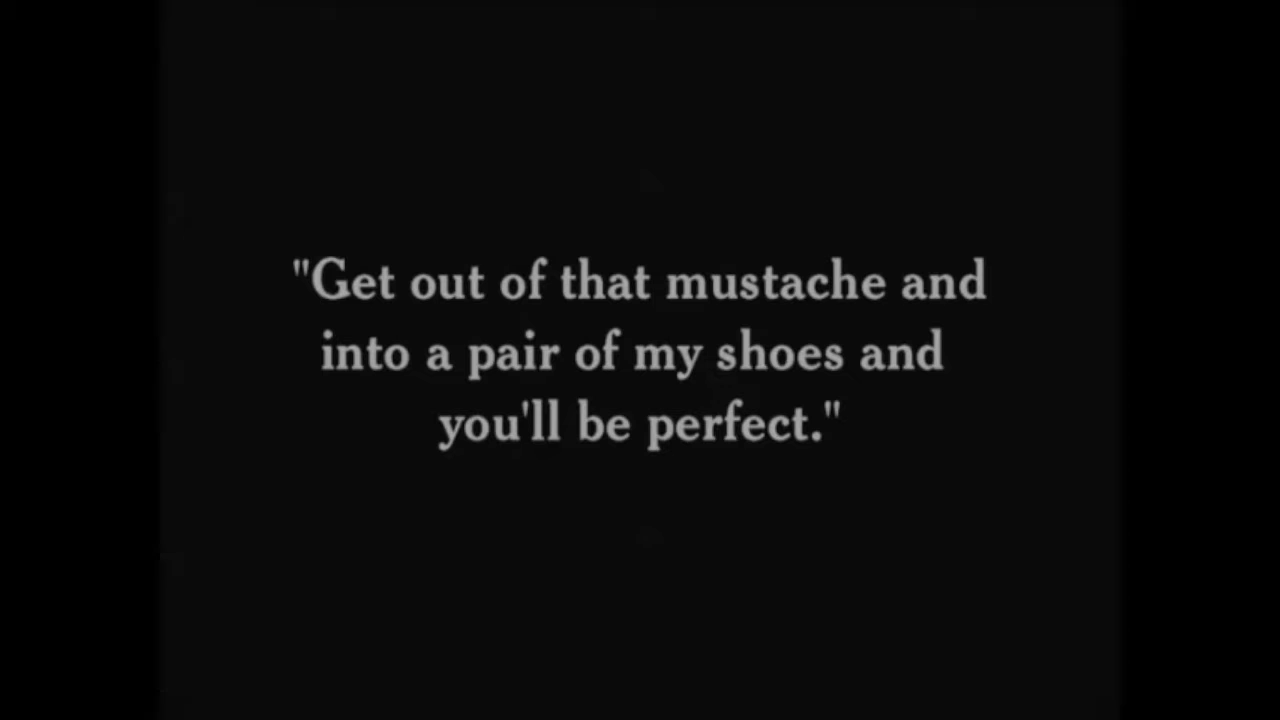 "Get out of that mustache and
into a pair of my shoes and
you'll be perfect."